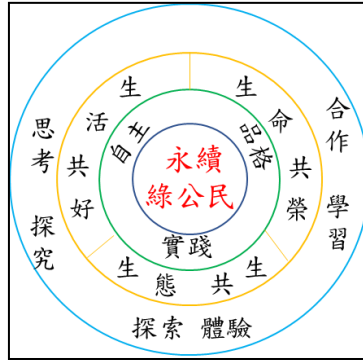 永續
綠公民
自主
品格
實踐
生活共好
生命共榮
生態共生
思考 探究
合作 學習
探索 體驗